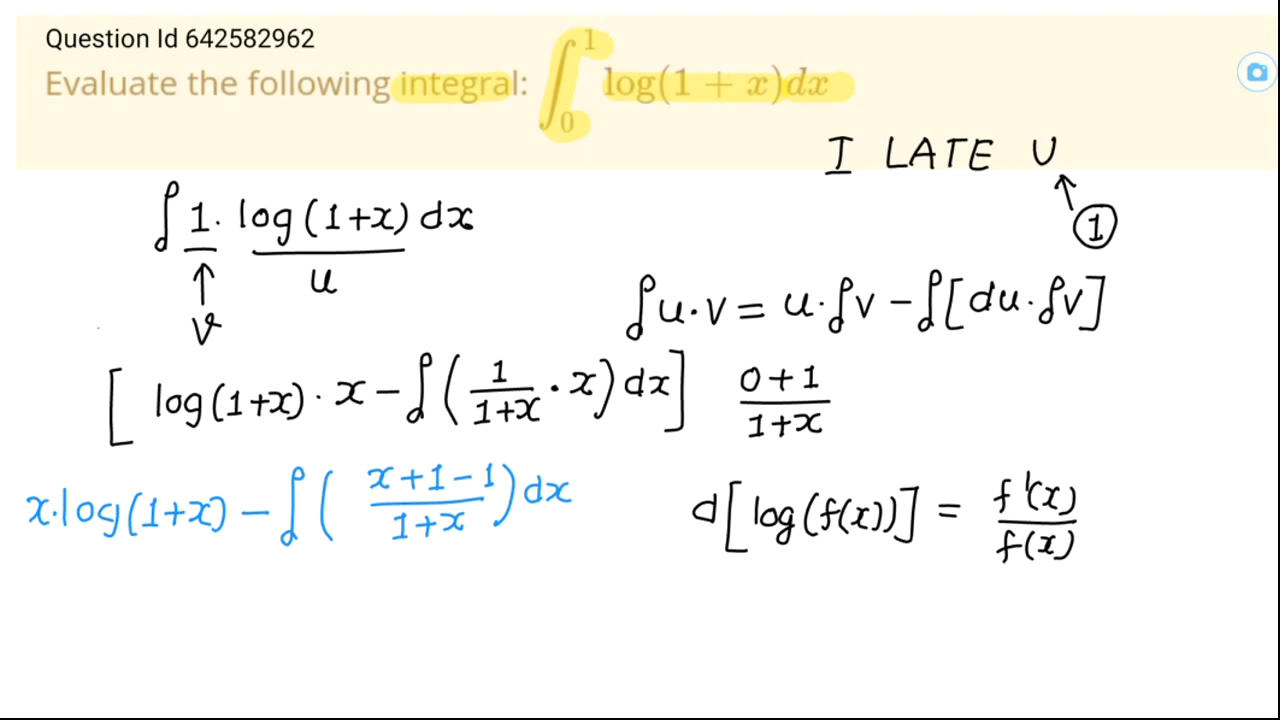 Question Id 642582962
Evaluate the following integral: ∫₀¹ log(1 + x)dx
I LATE U
↑
①
∫ 1. log(1+x) dx
↑ u
v
∫u·v = u·∫v − ∫[du·∫v]
[ log(1+x) · x − ∫( 1/(1+x) · x) dx ] (0+1)/(1+x)
x.log(1+x) − ∫( (x+1−1)/(1+x) ) dx
d[log(f(x))] = f'(x)/f(x)